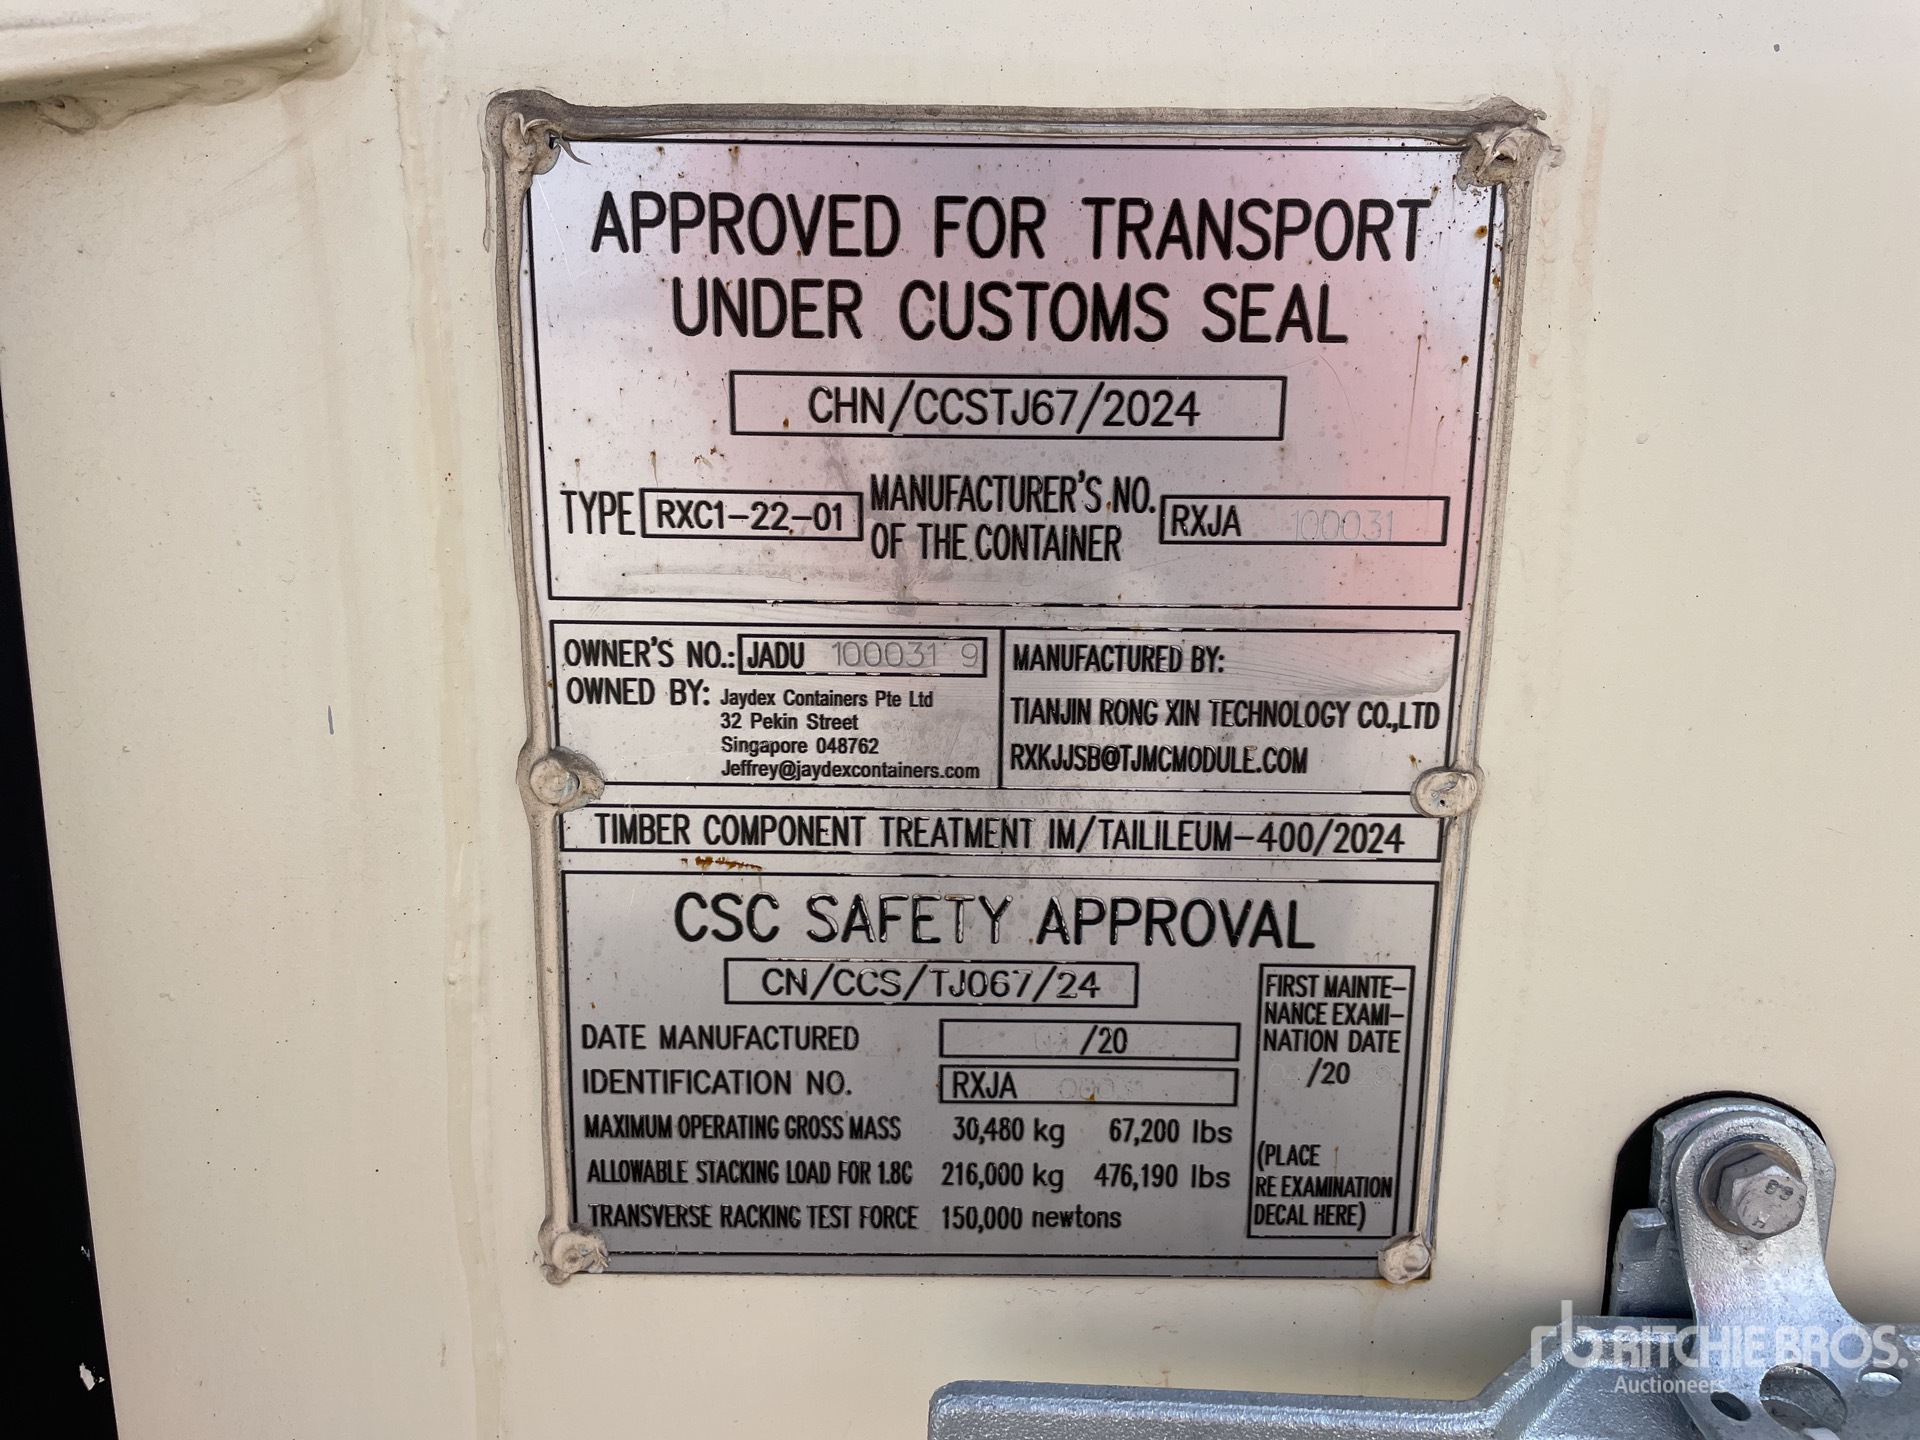 APPROVED FOR TRANSPORT
UNDER CUSTOMS SEAL
CHN/CCSTJ67/2024
TYPE RXC1-22-01 MANUFACTURER'S NO. OF THE CONTAINER RXJA 100031
OWNER'S NO.: JADU 100031 9
OWNED BY: Jaydex Containers Pte Ltd
32 Pekin Street
Singapore 048762
Jeffrey@jaydexcontainers.com
MANUFACTURED BY:
TIANJIN RONG XIN TECHNOLOGY CO.,LTD
RXKJJSB@TJMCMODULE.COM
TIMBER COMPONENT TREATMENT IM/TAILILEUM-400/2024
CSC SAFETY APPROVAL
CN/CCS/TJ067/24
DATE MANUFACTURED /20
IDENTIFICATION NO. RXJA
MAXIMUM OPERATING GROSS MASS 30,480 kg 67,200 lbs
ALLOWABLE STACKING LOAD FOR 1.8G 216,000 kg 476,190 lbs
TRANSVERSE RACKING TEST FORCE 150,000 newtons
FIRST MAINTE-
NANCE EXAMI-
NATION DATE
/20
(PLACE
RE EXAMINATION
DECAL HERE)
rb RITCHIE BROS.
Auctioneers